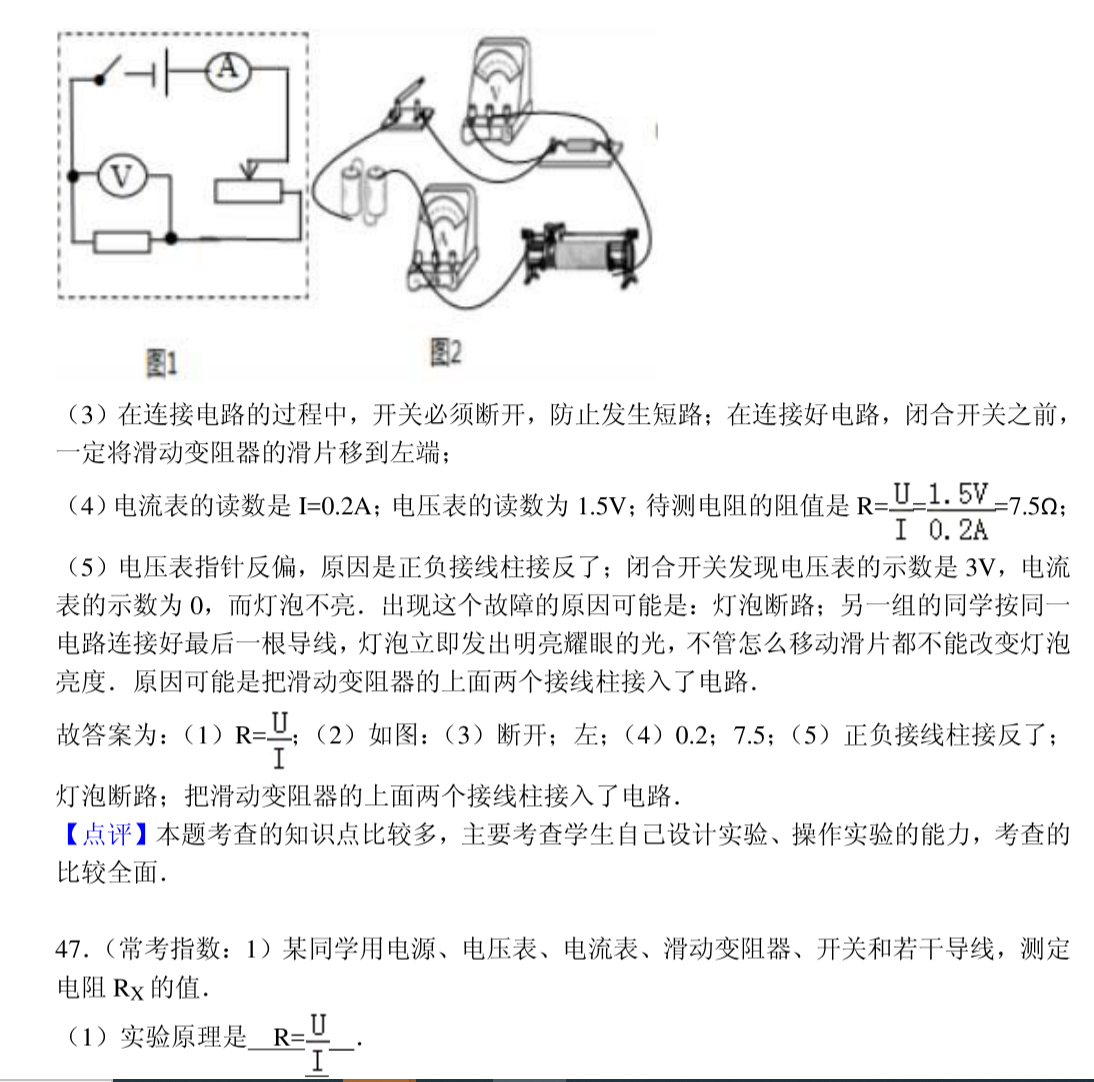 A
V
V
A
图1
图2
（3）在连接电路的过程中，开关必须断开，防止发生短路；在连接好电路，闭合开关之前，
一定将滑动变阻器的滑片移到左端；
（4）电流表的读数是 I=0.2A；电压表的读数为 1.5V；待测电阻的阻值是 R=U/I=1.5V/0.2A=7.5Ω；
（5）电压表指针反偏，原因是正负接线柱接反了；闭合开关发现电压表的示数是 3V，电流
表的示数为 0，而灯泡不亮．出现这个故障的原因可能是：灯泡断路；另一组的同学按同一
电路连接好最后一根导线，灯泡立即发出明亮耀眼的光，不管怎么移动滑片都不能改变灯泡
亮度．原因可能是把滑动变阻器的上面两个接线柱接入了电路．
故答案为：（1）R=U/I；（2）如图：（3）断开；左；（4）0.2；7.5；（5）正负接线柱接反了；
灯泡断路；把滑动变阻器的上面两个接线柱接入了电路．
【点评】本题考查的知识点比较多，主要考查学生自己设计实验、操作实验的能力，考查的
比较全面．
47.（常考指数：1）某同学用电源、电压表、电流表、滑动变阻器、开关和若干导线，测定
电阻 RX 的值．
（1）实验原理是__R=U/I__．